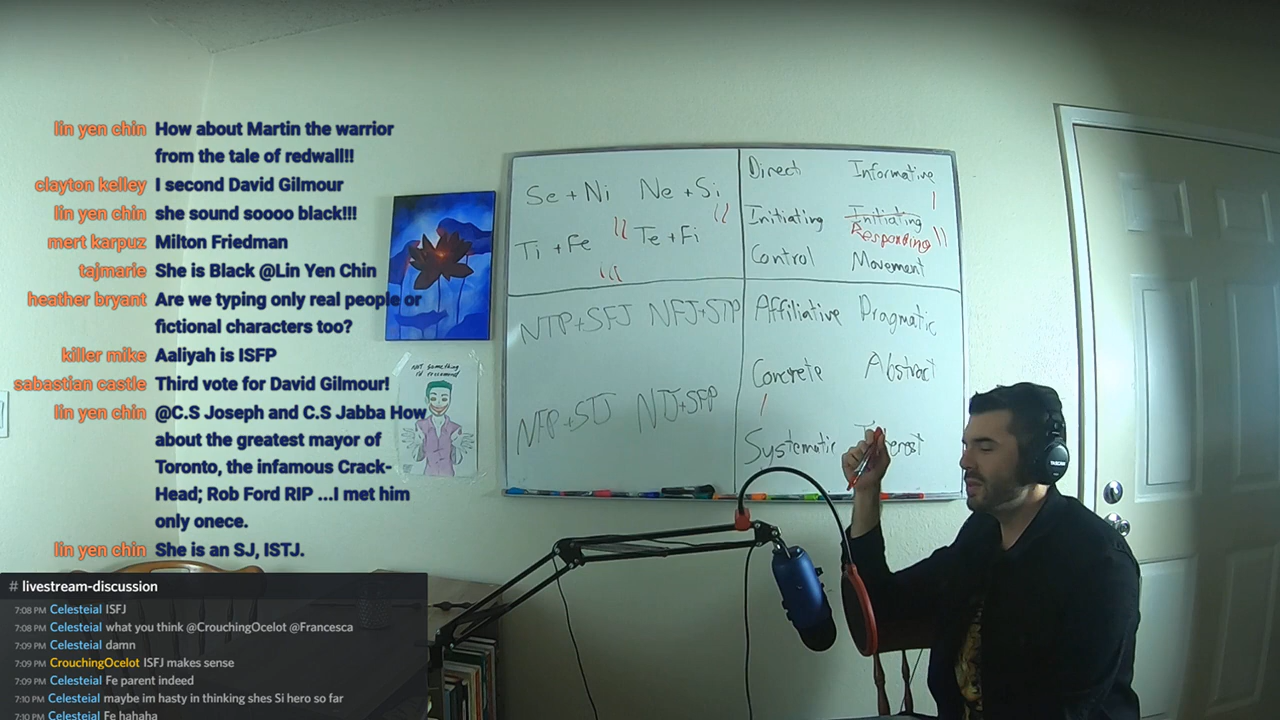 lin yen chin How about Martin the warrior
from the tale of redwall!!
clayton kelley I second David Gilmour
lin yen chin she sound soooo black!!!
mert karpuz Milton Friedman
tajmarie She is Black @Lin Yen Chin
heather bryant Are we typing only real people or
fictional characters too?
killer mike Aaliyah is ISFP
sabastian castle Third vote for David Gilmour!
lin yen chin @C.S Joseph and C.S Jabba How
about the greatest mayor of
Toronto, the infamous Crack-
Head; Rob Ford RIP ...I met him
only onece.
lin yen chin She is an SJ, ISTJ.
# livestream-discussion
7:08 PM Celesteial ISFJ
7:08 PM Celesteial what you think @CrouchingOcelot @Francesca
7:09 PM Celesteial damn
7:09 PM CrouchingOcelot ISFJ makes sense
7:09 PM Celesteial Fe parent indeed
7:10 PM Celesteial maybe im hasty in thinking shes Si hero so far
7:10 PM Celesteial Fe hahaha
NOT something
I'd recommend
Se + Ni Ne + Si
Ti + Fe Te + Fi
NTP + SFJ NFJ + STP
NFP + STJ NTJ + SFP
Direct Informative
Initiating Initiating
Responding
Control Movement
Affiliative Pragmatic
Concrete Abstract
Systematic
TASCAM